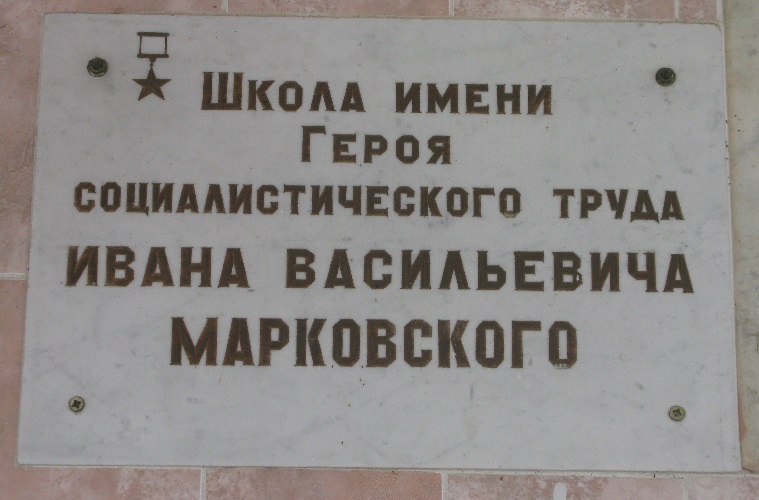 Школа имени
Героя
социалистического труда
Ивана Васильевича
Марковского